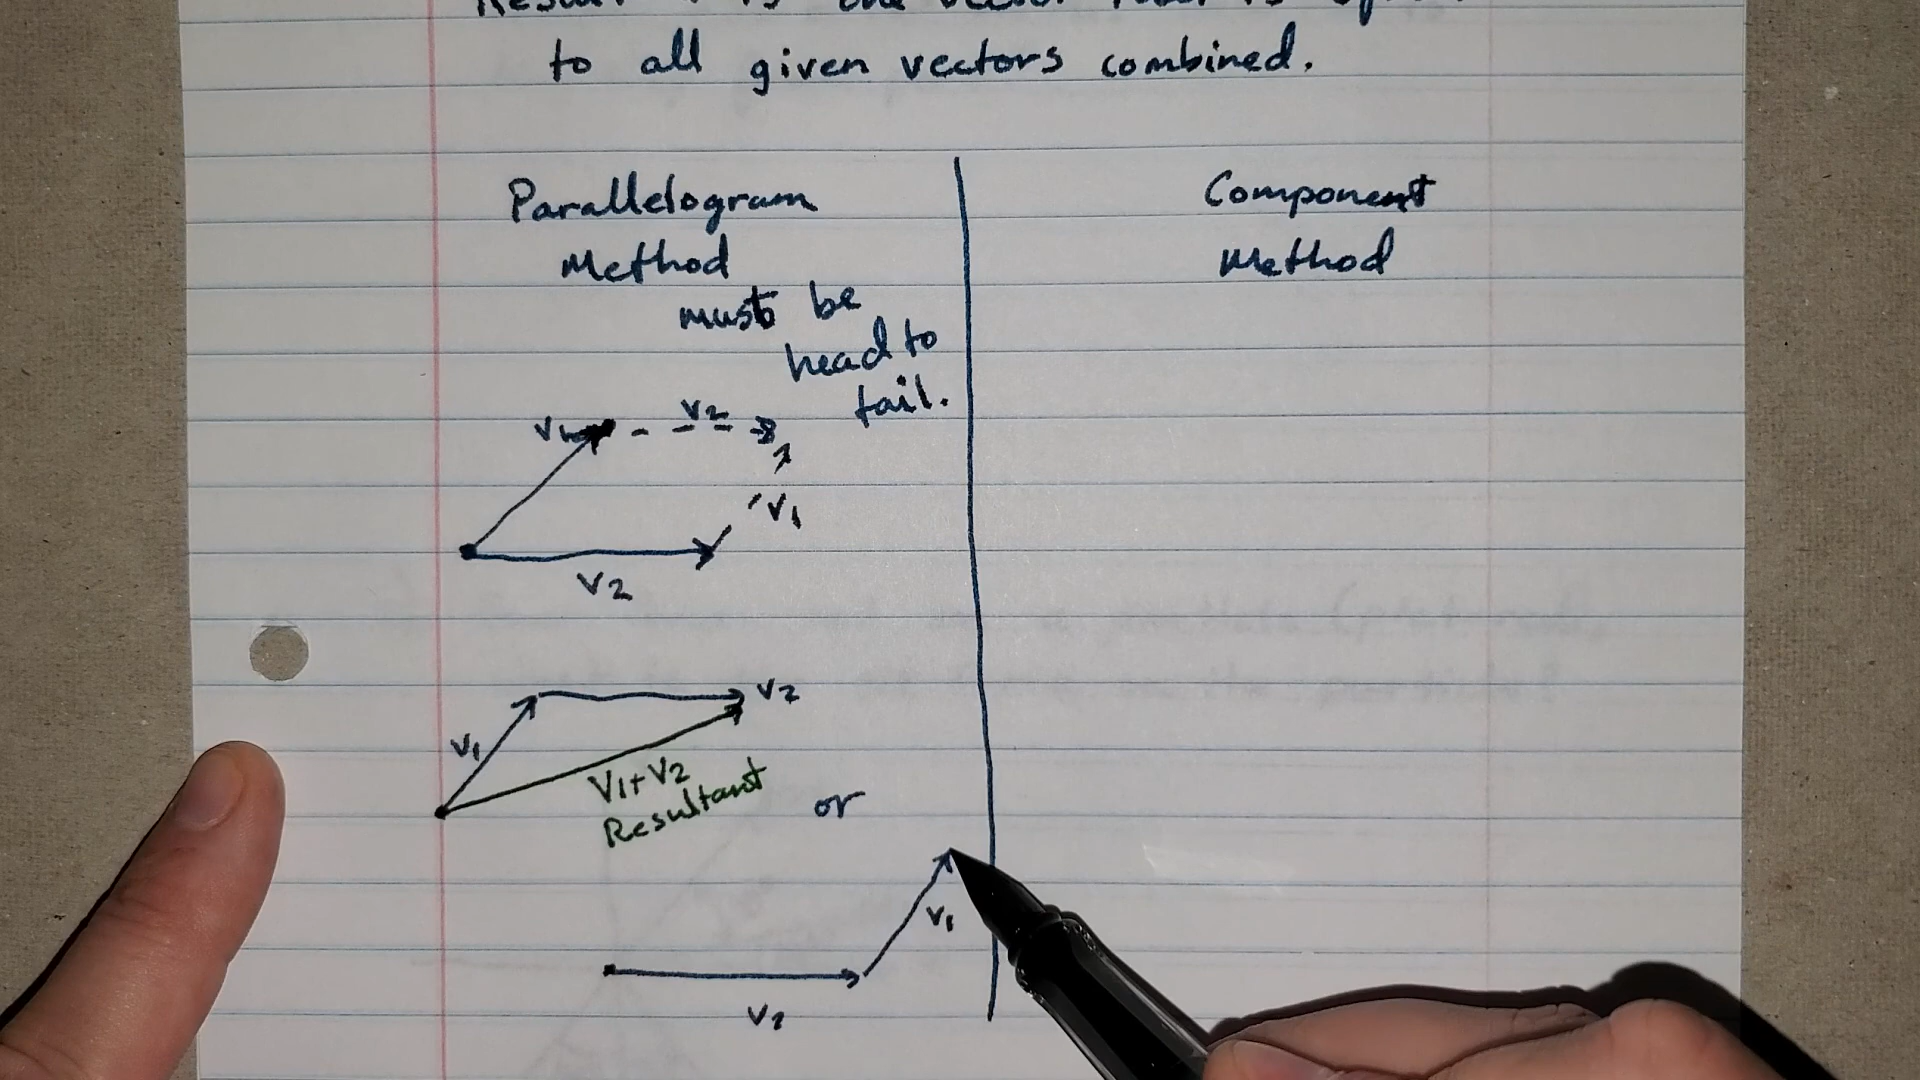 to all given vectors combined.
Parallelogram
Method
must be
head to
tail.
V1
V2
V1
V2
V2
V1
V1+V2
Resultant
or
V1
V2
Component
Method